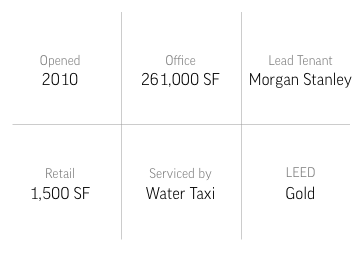 Opened
2010
Office
261,000 SF
Lead Tenant
Morgan Stanley
Retail
1,500 SF
Serviced by
Water Taxi
LEED
Gold